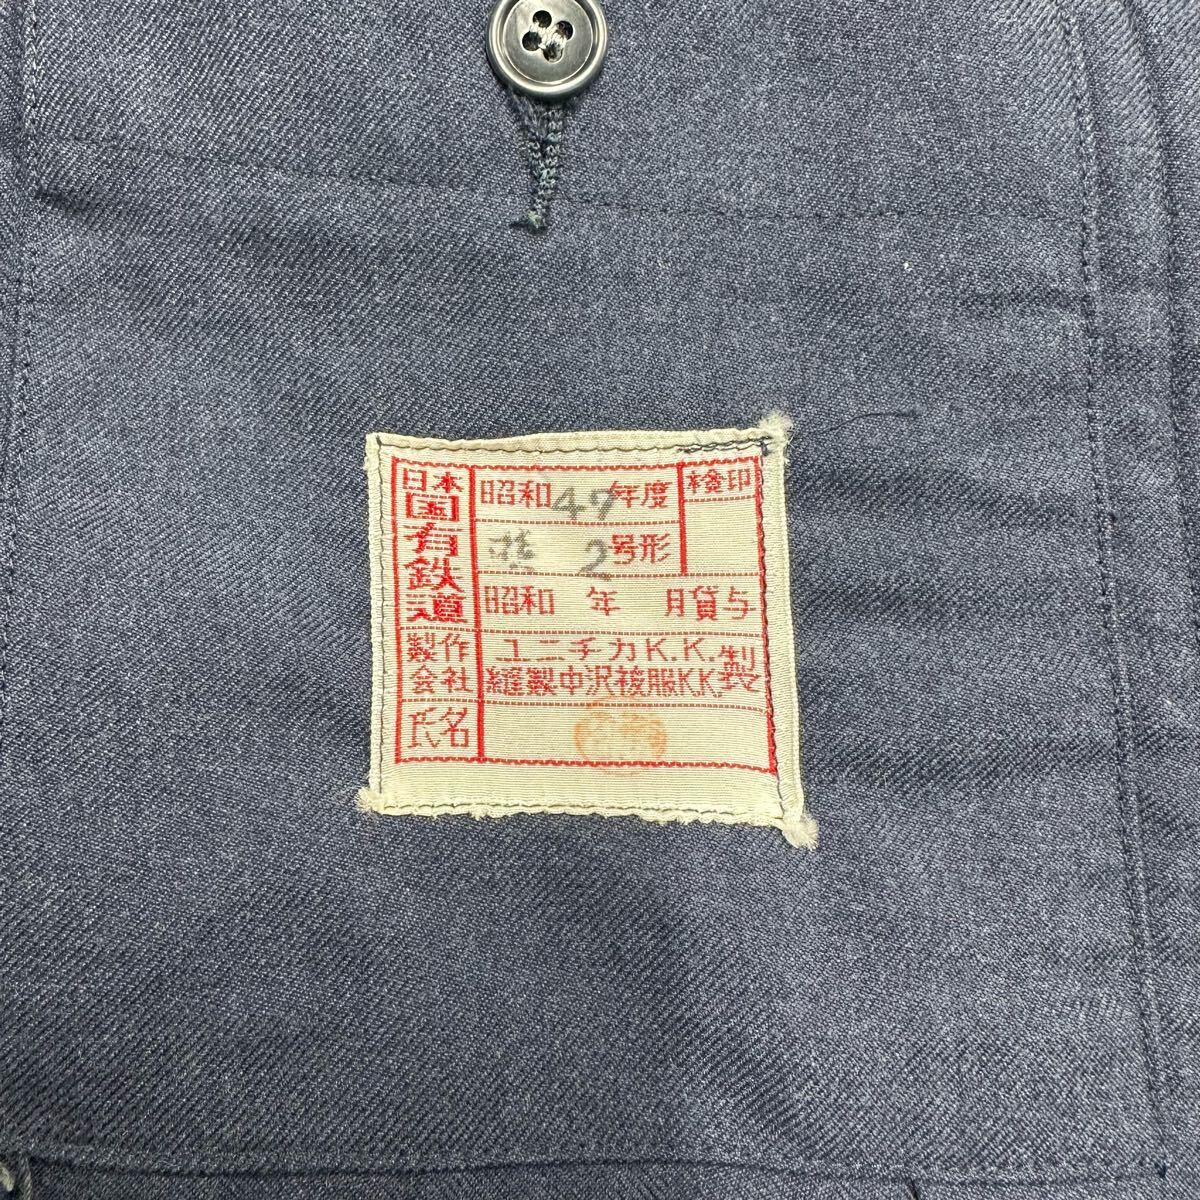 日本
国有鉄道
昭和47年度
検印
2号形
昭和 年 月貸与
製作会社
ユニチカK.K.製
縫製中沢被服K.K.
氏名